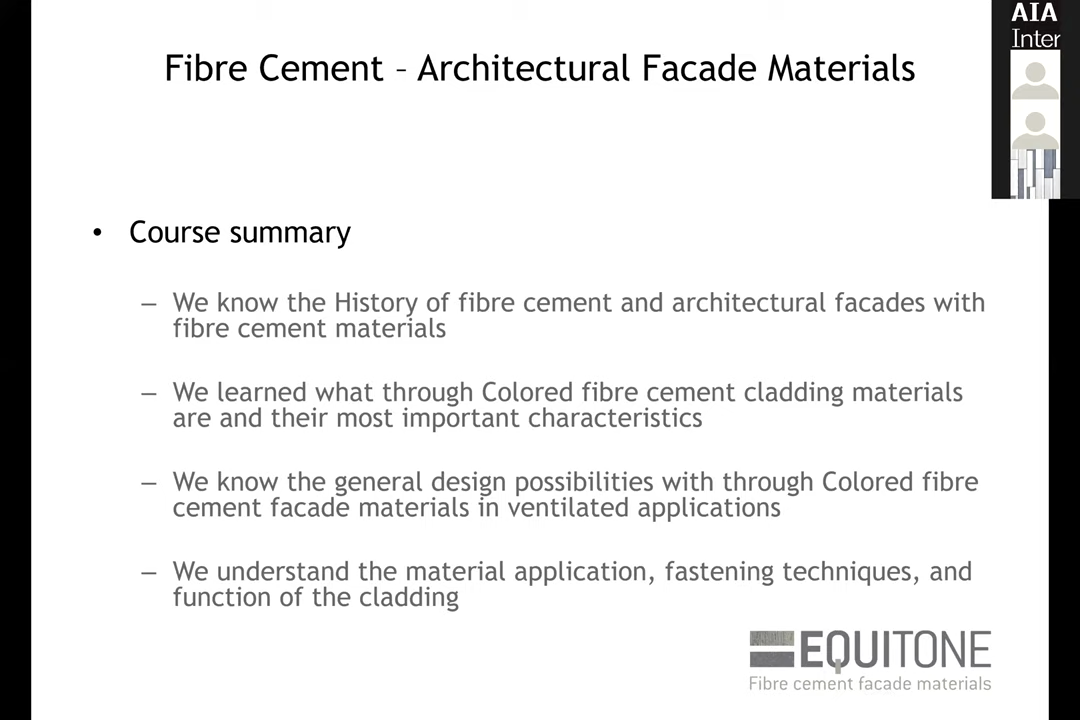 Fibre Cement – Architectural Facade Materials
AIA
Inter
• Course summary
– We know the History of fibre cement and architectural facades with
fibre cement materials
– We learned what through Colored fibre cement cladding materials
are and their most important characteristics
– We know the general design possibilities with through Colored fibre
cement facade materials in ventilated applications
– We understand the material application, fastening techniques, and
function of the cladding
EQUITONE
Fibre cement facade materials